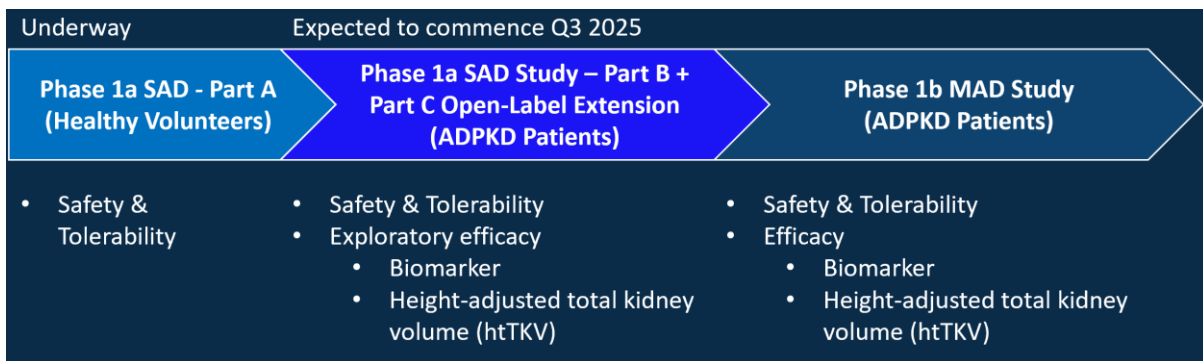 Underway
Expected to commence Q3 2025
Phase 1a SAD - Part A
(Healthy Volunteers)
Phase 1a SAD Study – Part B +
Part C Open-Label Extension
(ADPKD Patients)
Phase 1b MAD Study
(ADPKD Patients)
• Safety &
Tolerability
• Safety & Tolerability
• Exploratory efficacy
• Biomarker
• Height-adjusted total kidney
volume (htTKV)
• Safety & Tolerability
• Efficacy
• Biomarker
• Height-adjusted total kidney
volume (htTKV)